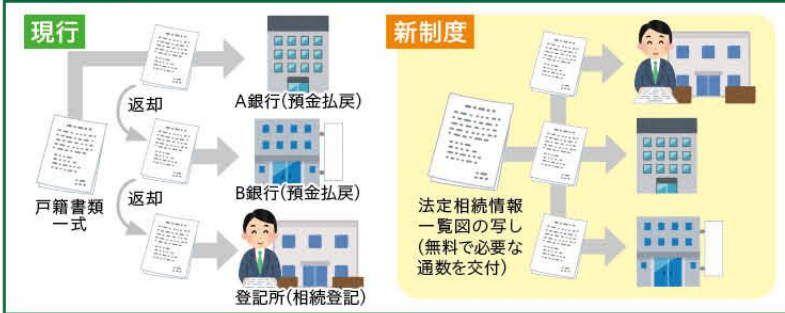 現行
A銀行(預金払戻)
返却
B銀行(預金払戻)
返却
戸籍書類
一式
登記所(相続登記)
新制度
法定相続情報
一覧図の写し
(無料で必要な
通数を交付)